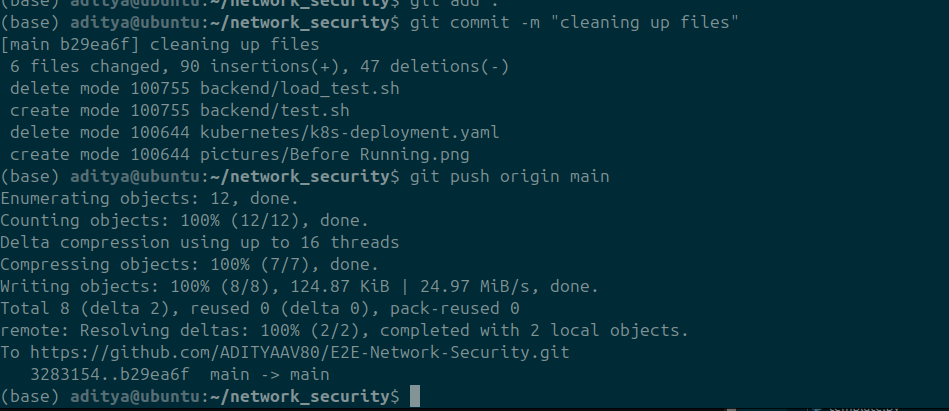 (base) aditya@ubuntu:~/network_security$ git add .
(base) aditya@ubuntu:~/network_security$ git commit -m "cleaning up files"
[main b29ea6f] cleaning up files
 6 files changed, 90 insertions(+), 47 deletions(-)
 delete mode 100755 backend/load_test.sh
 create mode 100755 backend/test.sh
 delete mode 100644 kubernetes/k8s-deployment.yaml
 create mode 100644 pictures/Before Running.png
(base) aditya@ubuntu:~/network_security$ git push origin main
Enumerating objects: 12, done.
Counting objects: 100% (12/12), done.
Delta compression using up to 16 threads
Compressing objects: 100% (7/7), done.
Writing objects: 100% (8/8), 124.87 KiB | 24.97 MiB/s, done.
Total 8 (delta 2), reused 0 (delta 0), pack-reused 0
remote: Resolving deltas: 100% (2/2), completed with 2 local objects.
To https://github.com/ADITYAAV80/E2E-Network-Security.git
   3283154..b29ea6f  main -> main
(base) aditya@ubuntu:~/network_security$